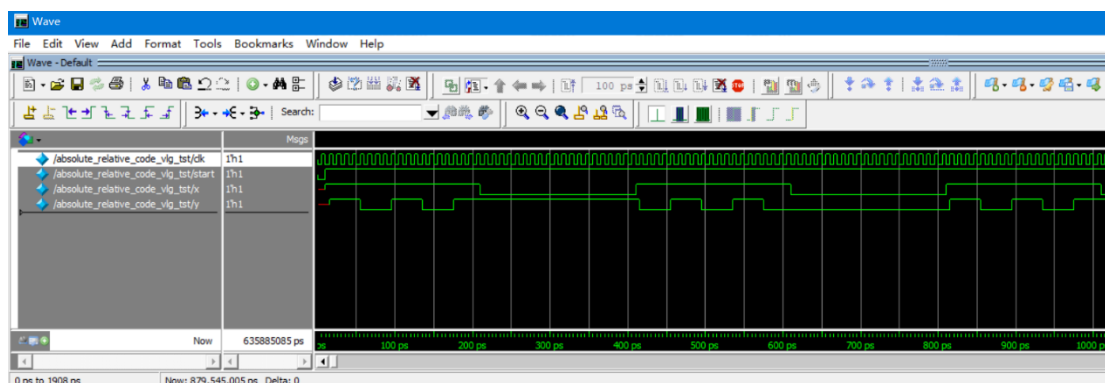 Wave
File Edit View Add Format Tools Bookmarks Window Help
Wave - Default
100 ps
Search:
Msgs
/absolute_relative_code_vlg_tst/clk 1'h1
/absolute_relative_code_vlg_tst/start 1'h1
/absolute_relative_code_vlg_tst/x 1'h1
/absolute_relative_code_vlg_tst/y 1'h1
Now 635885085 ps
ps 100 ps 200 ps 300 ps 400 ps 500 ps 600 ps 700 ps 800 ps 900 ps 1000 p
0 ps to 1908 ps Now: 879,545,005 ps Delta: 0